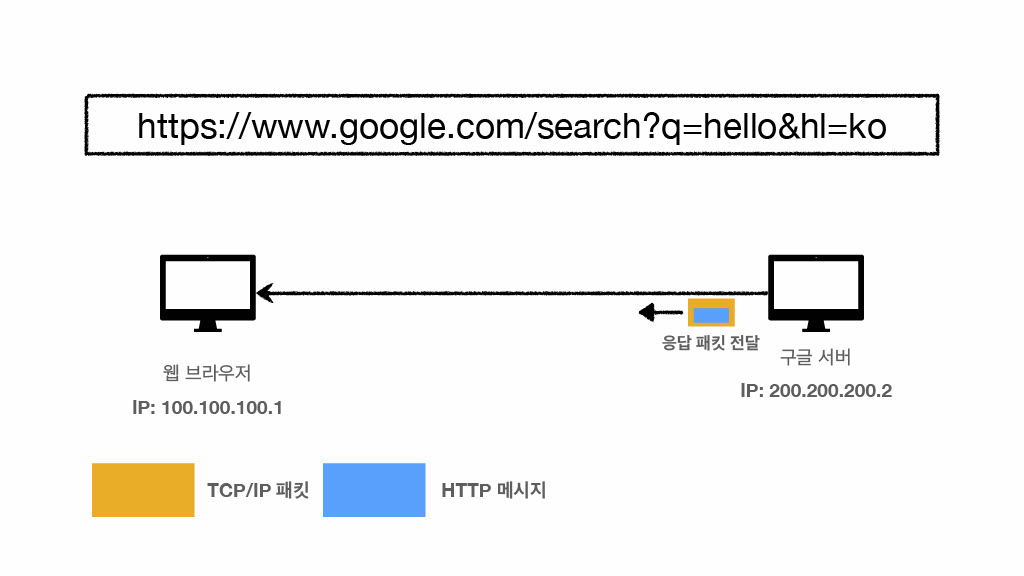 https://www.google.com/search?q=hello&hl=ko
응답 패킷 전달
구글 서버
웹 브라우저
IP: 200.200.200.2
IP: 100.100.100.1
TCP/IP 패킷
HTTP 메시지